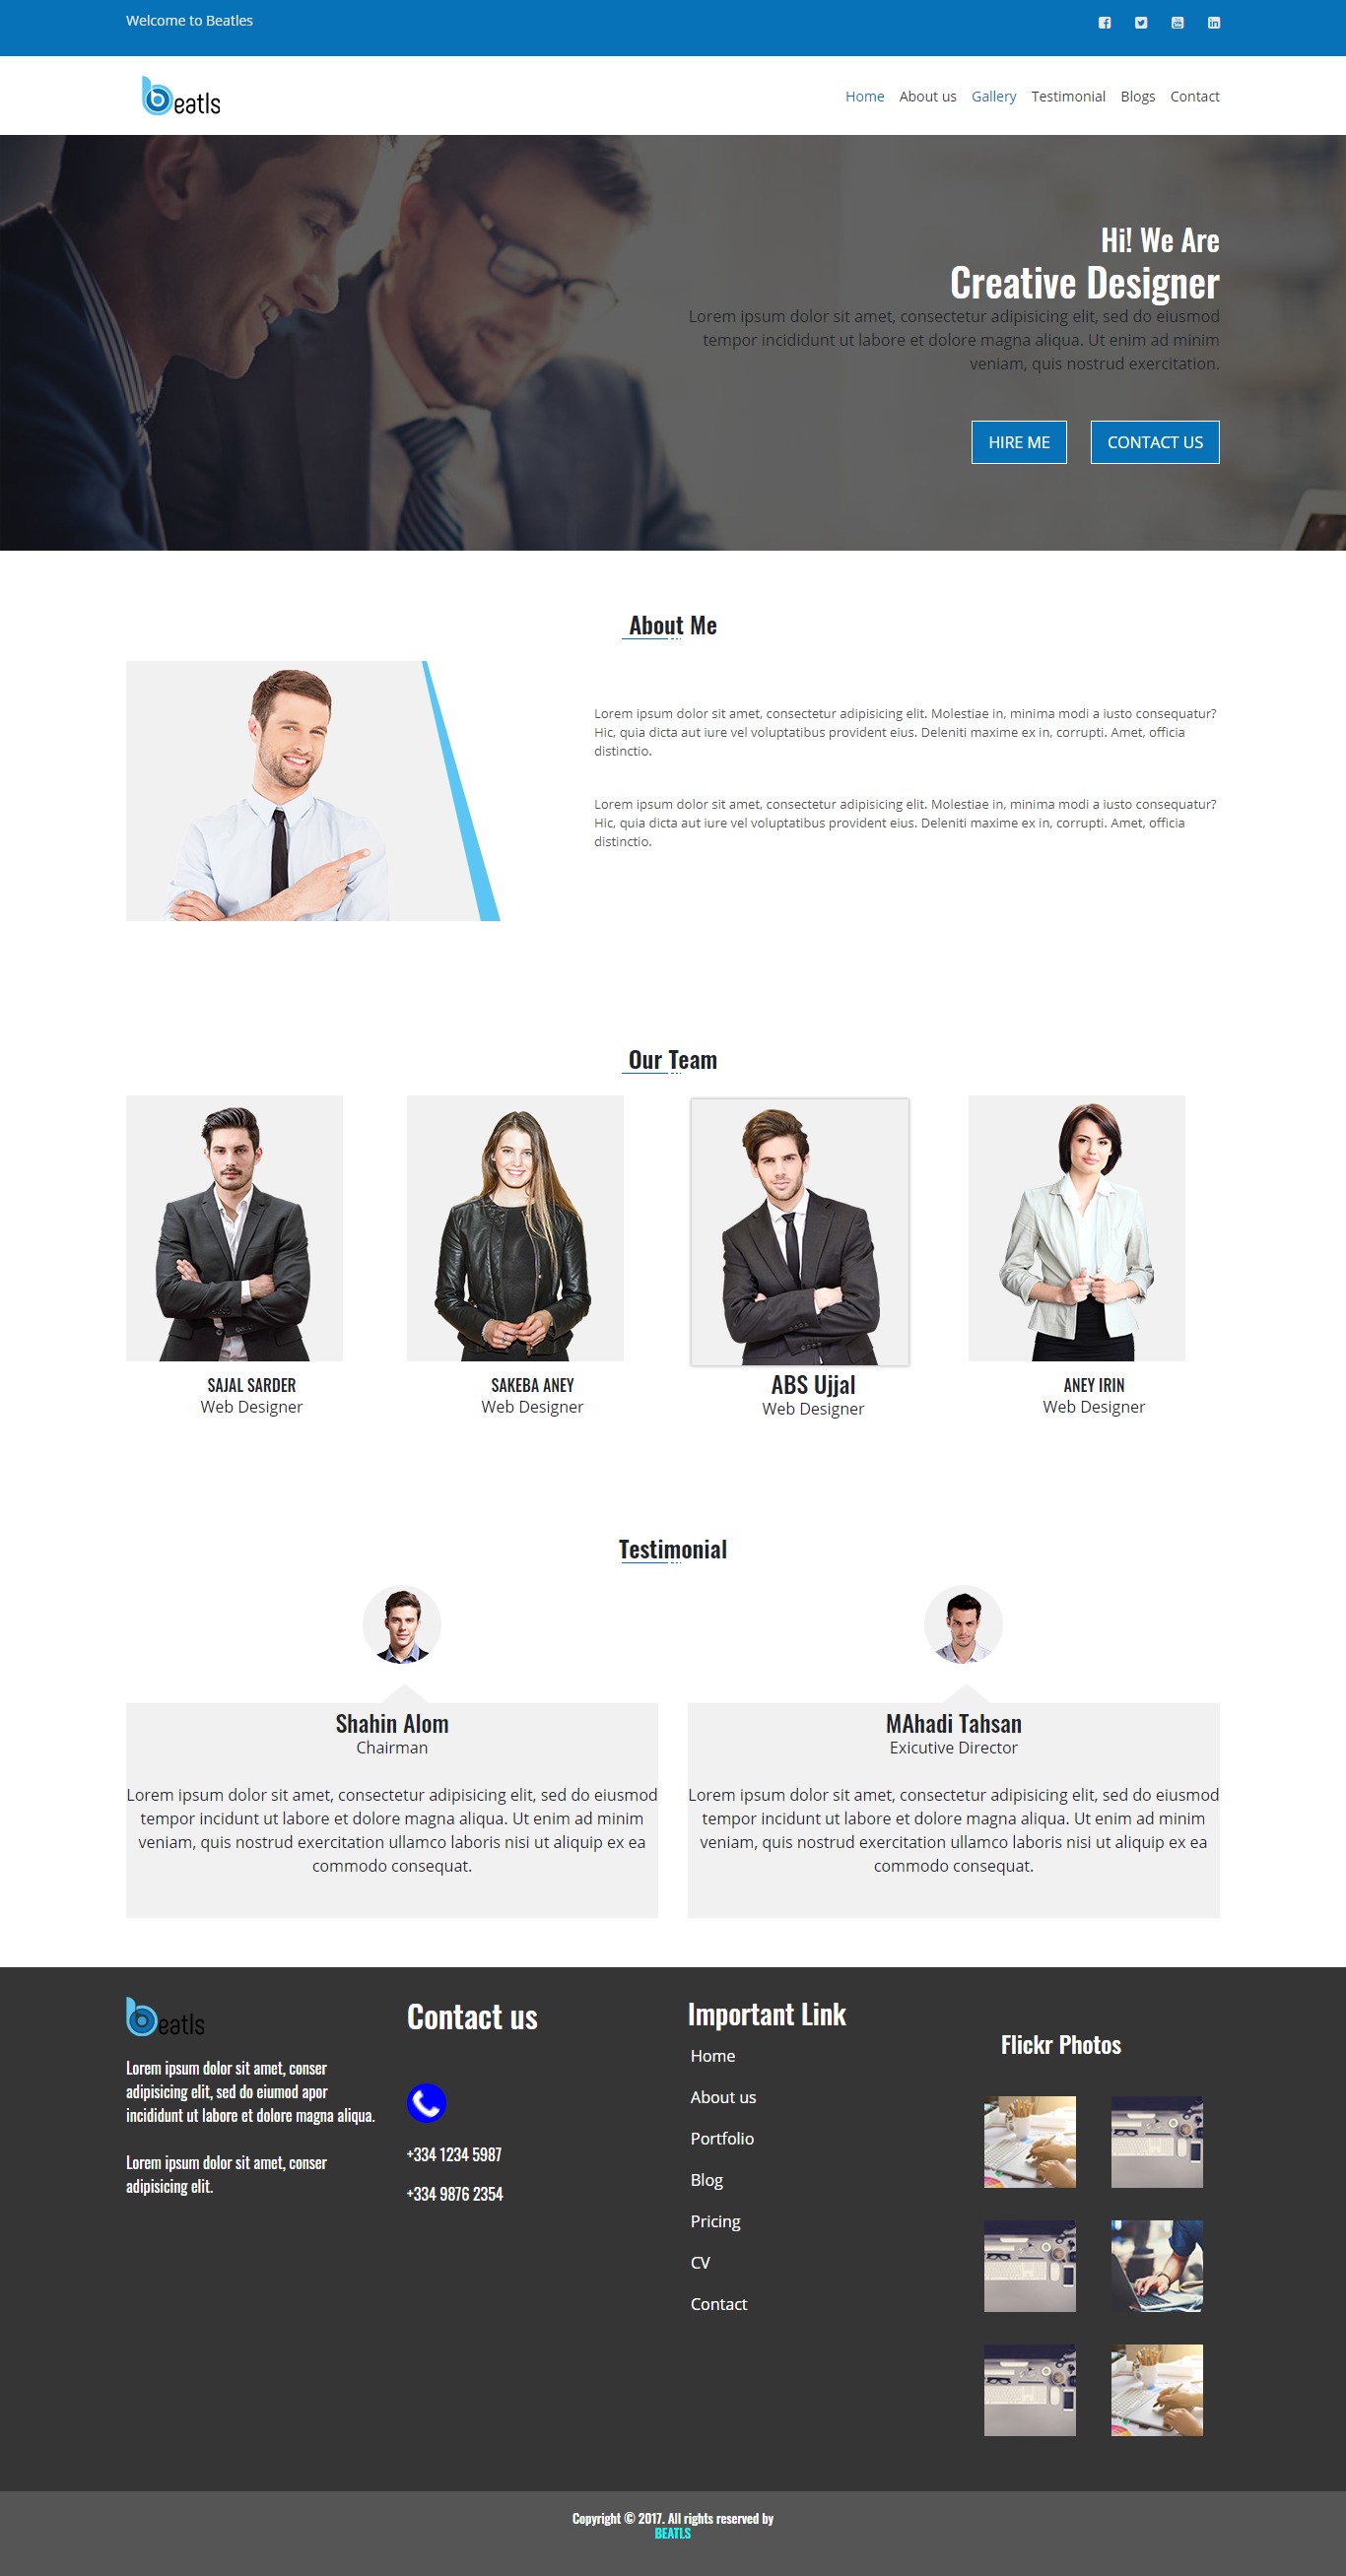 Welcome to Beatles
beatls
Home About us Gallery Testimonial Blogs Contact
Hi! We Are
Creative Designer
Lorem ipsum dolor sit amet, consectetur adipisicing elit, sed do eiusmod
tempor incididunt ut labore et dolore magna aliqua. Ut enim ad minim
veniam, quis nostrud exercitation.
HIRE ME CONTACT US
About Me
Lorem ipsum dolor sit amet, consectetur adipisicing elit. Molestiae in, minima modi a iusto consequatur?
Hic, quia dicta aut iure vel voluptatibus provident eius. Deleniti maxime ex in, corrupti. Amet, officia
distinctio.
Lorem ipsum dolor sit amet, consectetur adipisicing elit. Molestiae in, minima modi a iusto consequatur?
Hic, quia dicta aut iure vel voluptatibus provident eius. Deleniti maxime ex in, corrupti. Amet, officia
distinctio.
Our Team
SAJAL SARDER
Web Designer
SAKEBA ANEY
Web Designer
ABS Ujjal
Web Designer
ANEY IRIN
Web Designer
Testimonial
Shahin Alom
Chairman
Lorem ipsum dolor sit amet, consectetur adipisicing elit, sed do eiusmod
tempor incidunt ut labore et dolore magna aliqua. Ut enim ad minim
veniam, quis nostrud exercitation ullamco laboris nisi ut aliquip ex ea
commodo consequat.
MAhadi Tahsan
Exicutive Director
Lorem ipsum dolor sit amet, consectetur adipisicing elit, sed do eiusmod
tempor incidunt ut labore et dolore magna aliqua. Ut enim ad minim
veniam, quis nostrud exercitation ullamco laboris nisi ut aliquip ex ea
commodo consequat.
beatls
Lorem ipsum dolor sit amet, conser
adipisicing elit, sed do eiumod apor
incididunt ut labore et dolore magna aliqua.
Lorem ipsum dolor sit amet, conser
adipisicing elit.
Contact us
+334 1234 5987
+334 9876 2354
Important Link
Home
About us
Portfolio
Blog
Pricing
CV
Contact
Flickr Photos
Copyright © 2017. All rights reserved by
BEATLS